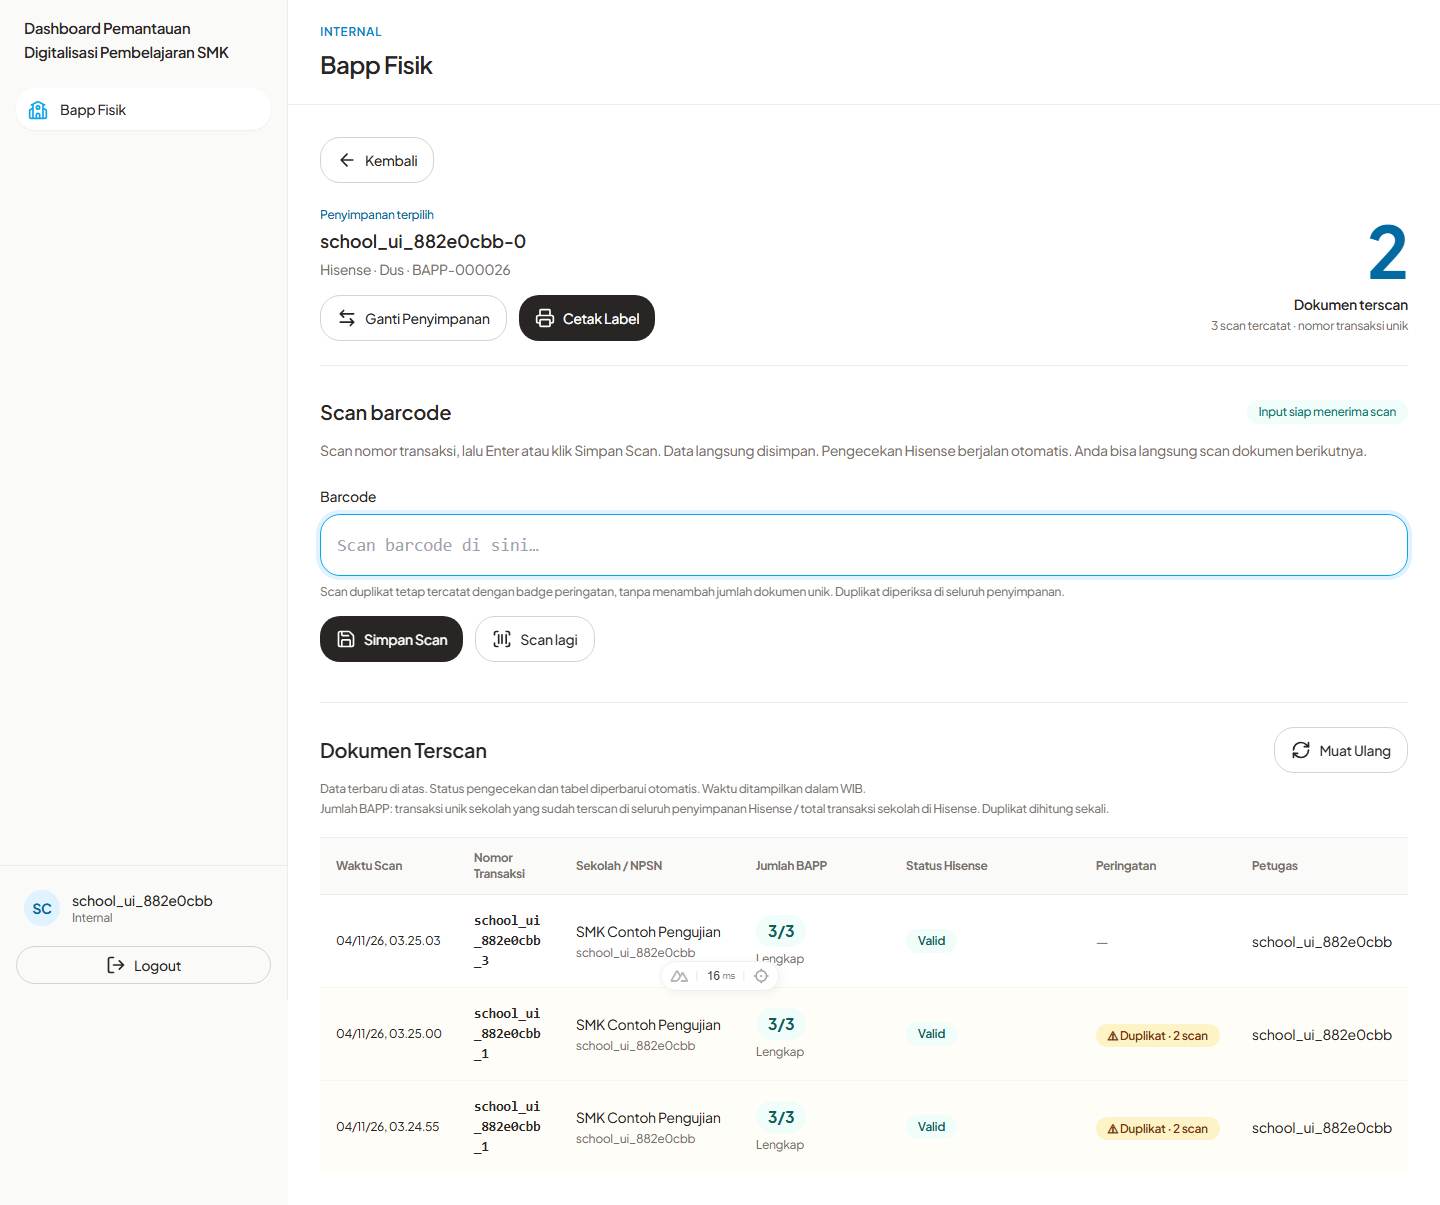 Dashboard Pemantauan
Digitalisasi Pembelajaran SMK
Bapp Fisik
INTERNAL
Bapp Fisik
Kembali
Penyimpanan terpilih
school_ui_882e0cbb-0
Hisense · Dus · BAPP-000026
Ganti Penyimpanan
Cetak Label
2
Dokumen terscan
3 scan tercatat · nomor transaksi unik
Scan barcode
Input siap menerima scan
Scan nomor transaksi, lalu Enter atau klik Simpan Scan. Data langsung disimpan. Pengecekan Hisense berjalan otomatis. Anda bisa langsung scan dokumen berikutnya.
Barcode
Scan barcode di sini…
Scan duplikat tetap tercatat dengan badge peringatan, tanpa menambah jumlah dokumen unik. Duplikat diperiksa di seluruh penyimpanan.
Simpan Scan
Scan lagi
Dokumen Terscan
Muat Ulang
Data terbaru di atas. Status pengecekan dan tabel diperbarui otomatis. Waktu ditampilkan dalam WIB.
Jumlah BAPP: transaksi unik sekolah yang sudah terscan di seluruh penyimpanan Hisense / total transaksi sekolah di Hisense. Duplikat dihitung sekali.
Waktu Scan
Nomor
Transaksi
Sekolah / NPSN
Jumlah BAPP
Status Hisense
Peringatan
Petugas
04/11/26, 03.25.03
school_ui
_882e0cbb
_3
SMK Contoh Pengujian
school_ui_882e0cbb
3/3
Lengkap
Valid
—
school_ui_882e0cbb
16 ms
04/11/26, 03.25.00
school_ui
_882e0cbb
_1
SMK Contoh Pengujian
school_ui_882e0cbb
3/3
Lengkap
Valid
Duplikat · 2 scan
school_ui_882e0cbb
04/11/26, 03.24.55
school_ui
_882e0cbb
_1
SMK Contoh Pengujian
school_ui_882e0cbb
3/3
Lengkap
Valid
Duplikat · 2 scan
school_ui_882e0cbb
SC
school_ui_882e0cbb
Internal
Logout